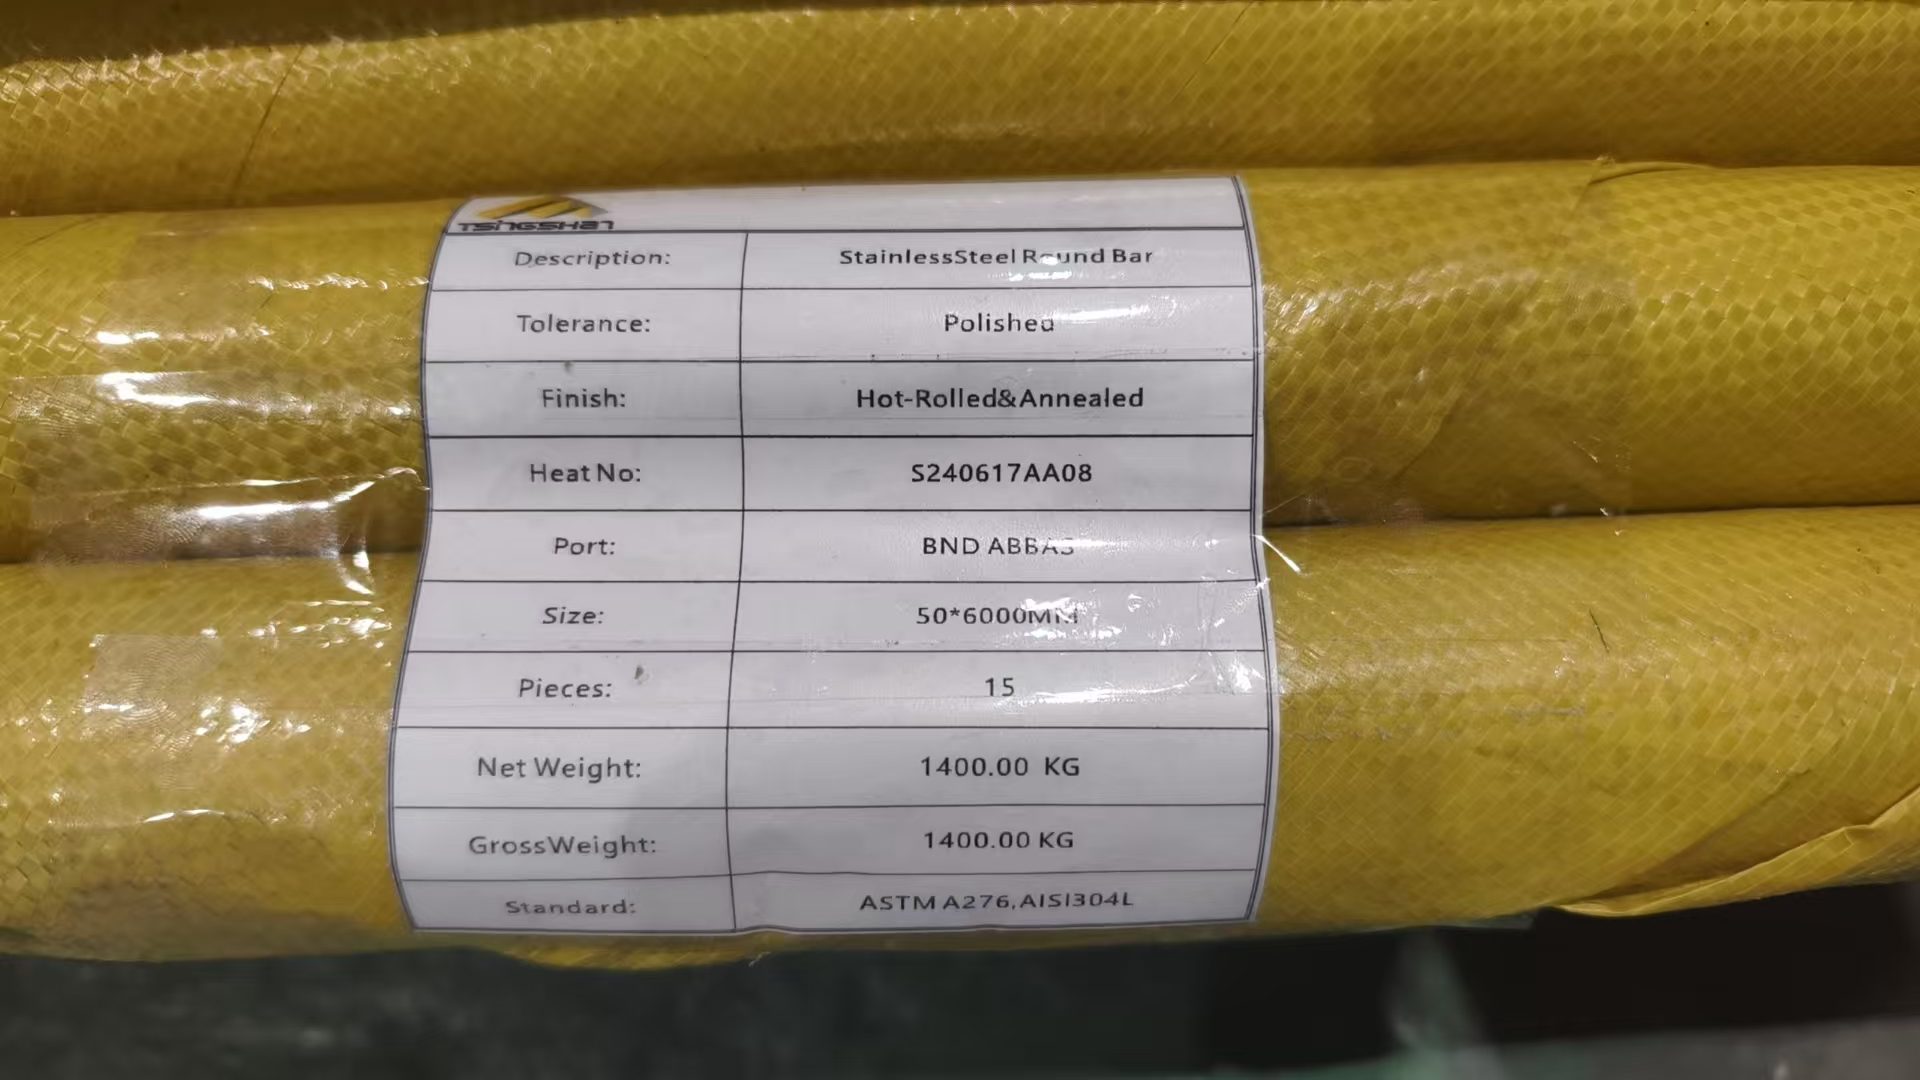 TSINGSHAN
Description: StainlessSteel Round Bar
Tolerance: Polished
Finish: Hot-Rolled&Annealed
Heat No: S240617AA08
Port: BND ABBAS
Size: 50*6000MM
Pieces: 15
Net Weight: 1400.00 KG
GrossWeight: 1400.00 KG
Standard: ASTM A276,AISI304L